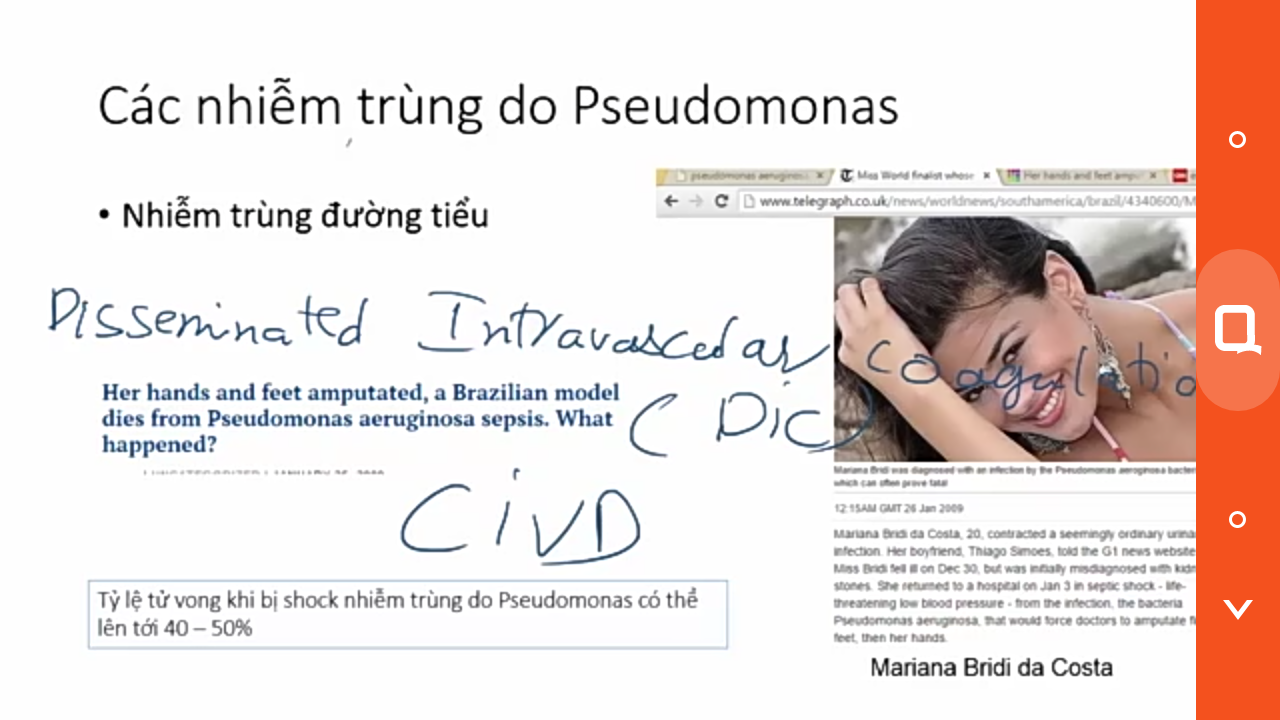 Các nhiễm trùng do Pseudomonas
• Nhiễm trùng đường tiểu
Disseminated Intravascular Coagulatio
(Dic)
Her hands and feet amputated, a Brazilian model
dies from Pseudomonas aeruginosa sepsis. What
happened?
CiVD
Tỷ lệ tử vong khi bị shock nhiễm trùng do Pseudomonas có thể
lên tới 40 – 50%
pseudomonas aeruginosa
Miss World finalist whose
Her hands and feet ampu
www.telegraph.co.uk/news/worldnews/southamerica/brazil/4340600/M
Mariana Bridi was diagnosed with an infection by the Pseudomonas aeroginosa bacter
which can often prove fatal
12:15AM GMT 26 Jan 2009
Mariana Bridi da Costa, 20, contracted a seemingly ordinary urina
infection. Her boyfriend, Thiago Simoes, told the G1 news website
Miss Bridi fell ill on Dec 30, but was initially misdiagnosed with kidn
stones. She returned to a hospital on Jan 3 in septic shock - life-
threatening low blood pressure - from the infection, the bacteria
Pseudomonas aeruginosa, that would force doctors to amputate fi
feet, then her hands.
Mariana Bridi da Costa